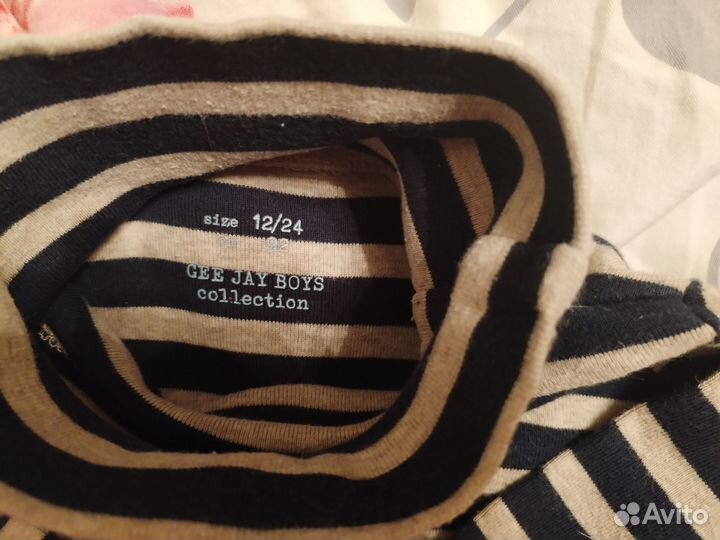 size 12/24
92
GEE JAY BOYS
collection
Avito